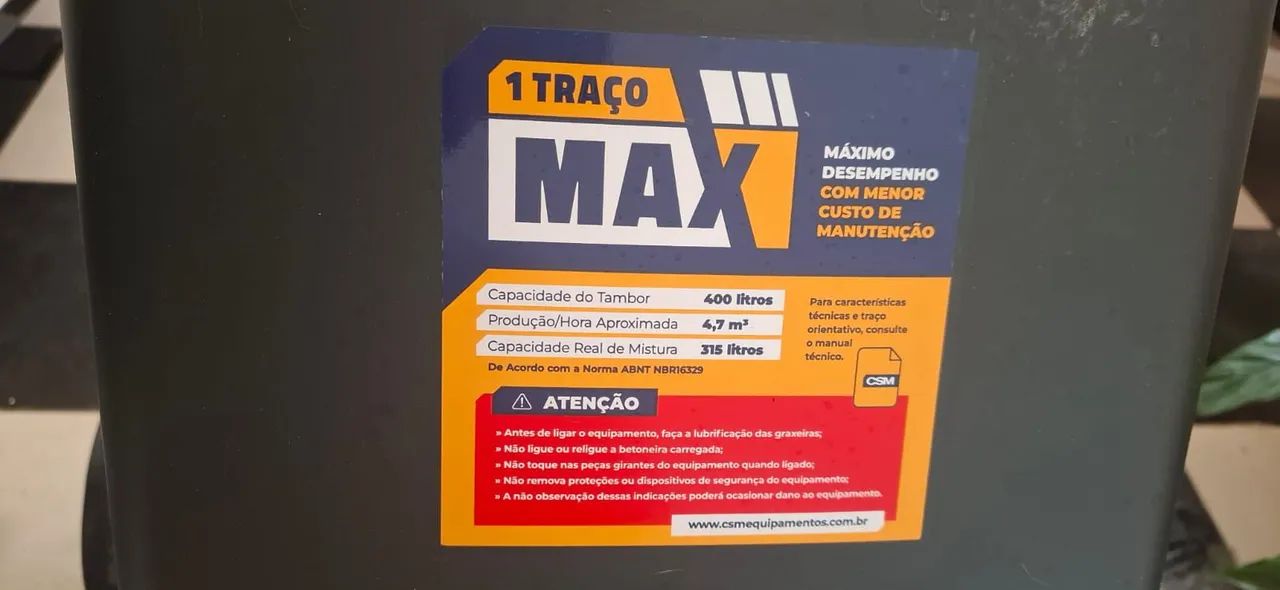 1 TRAÇO
MAX
MÁXIMO
DESEMPENHO
COM MENOR
CUSTO DE
MANUTENÇÃO
Capacidade do Tambor 400 litros
Produção/Hora Aproximada 4,7 m³
Capacidade Real de Mistura 315 litros
De Acordo com a Norma ABNT NBR16329
Para características
técnicas e traço
orientativo, consulte
o manual
técnico.
CSM
ATENÇÃO
» Antes de ligar o equipamento, faça a lubrificação das graxeiras;
» Não ligue ou religue a betoneira carregada;
» Não toque nas peças girantes do equipamento quando ligado;
» Não remova proteções ou dispositivos de segurança do equipamento;
» A não observação dessas indicações poderá ocasionar dano ao equipamento.
www.csmequipamentos.com.br